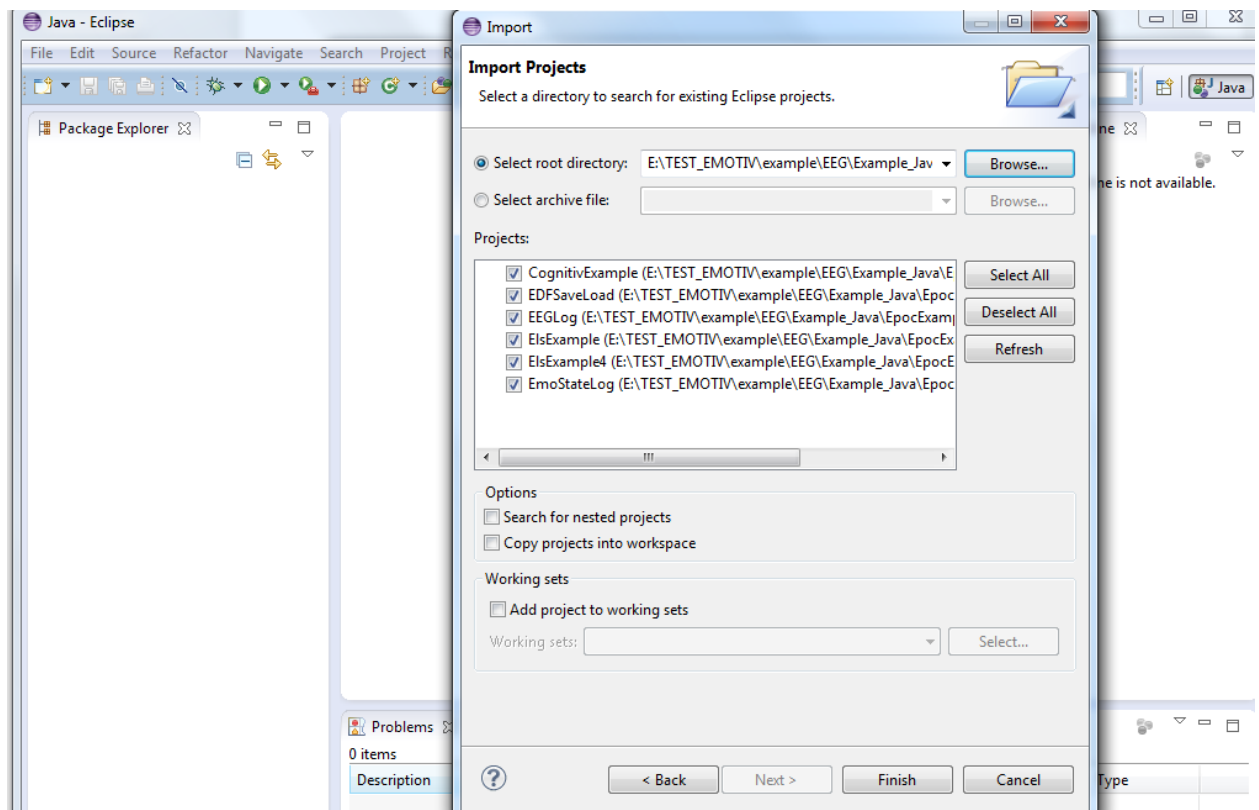 Java - Eclipse
File Edit Source Refactor Navigate Search Project R
Java
Package Explorer
ne
ne is not available.
Import
Import Projects
Select a directory to search for existing Eclipse projects.
Select root directory: E:\TEST_EMOTIV\example\EEG\Example_Jav Browse...
Select archive file: Browse...
Projects:
CognitivExample (E:\TEST_EMOTIV\example\EEG\Example_Java\E
EDFSaveLoad (E:\TEST_EMOTIV\example\EEG\Example_Java\Epoc
EEGLog (E:\TEST_EMOTIV\example\EEG\Example_Java\EpocExamp
ElsExample (E:\TEST_EMOTIV\example\EEG\Example_Java\EpocEx
ElsExample4 (E:\TEST_EMOTIV\example\EEG\Example_Java\EpocE
EmoStateLog (E:\TEST_EMOTIV\example\EEG\Example_Java\Epoc
Select All
Deselect All
Refresh
Options
Search for nested projects
Copy projects into workspace
Working sets
Add project to working sets
Working sets: Select...
Problems
0 items
Description Type
< Back Next > Finish Cancel